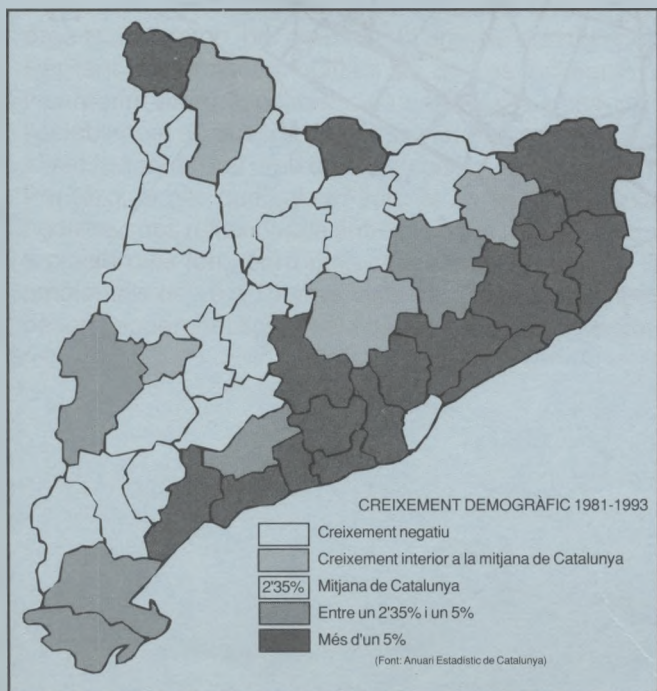 CREIXEMENT DEMOGRÀFIC 1981-1993
Creixement negatiu
Creixement interior a la mitjana de Catalunya
2'35% Mitjana de Catalunya
Entre un 2'35% i un 5%
Més d'un 5%
(Font: Anuari Estadístic de Catalunya)